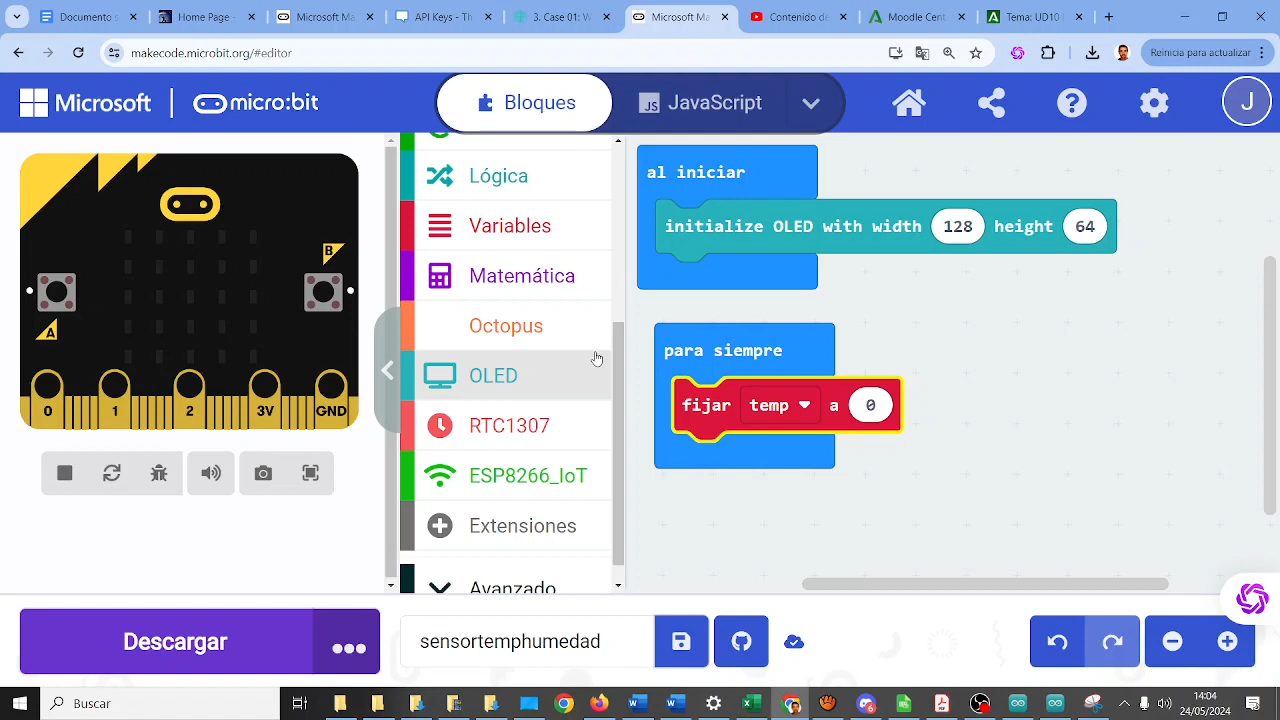 Documento s
Home Page -
Microsoft Ma
API Keys - Th
3. Case 01: W
Microsoft Ma
Contenido de
Moodle Cent
Tema: UD10
makecode.microbit.org/#editor
Reinicia para actualizar
Microsoft
micro:bit
Bloques
JS JavaScript
J
Lógica
Variables
Matemática
Octopus
OLED
RTC1307
ESP8266_IoT
Extensiones
Avanzado
al iniciar
initialize OLED with width 128 height 64
para siempre
fijar temp a 0
A
B
0 1 2 3V GND
Descargar
sensortemphumedad
Buscar
14:04
24/05/2024